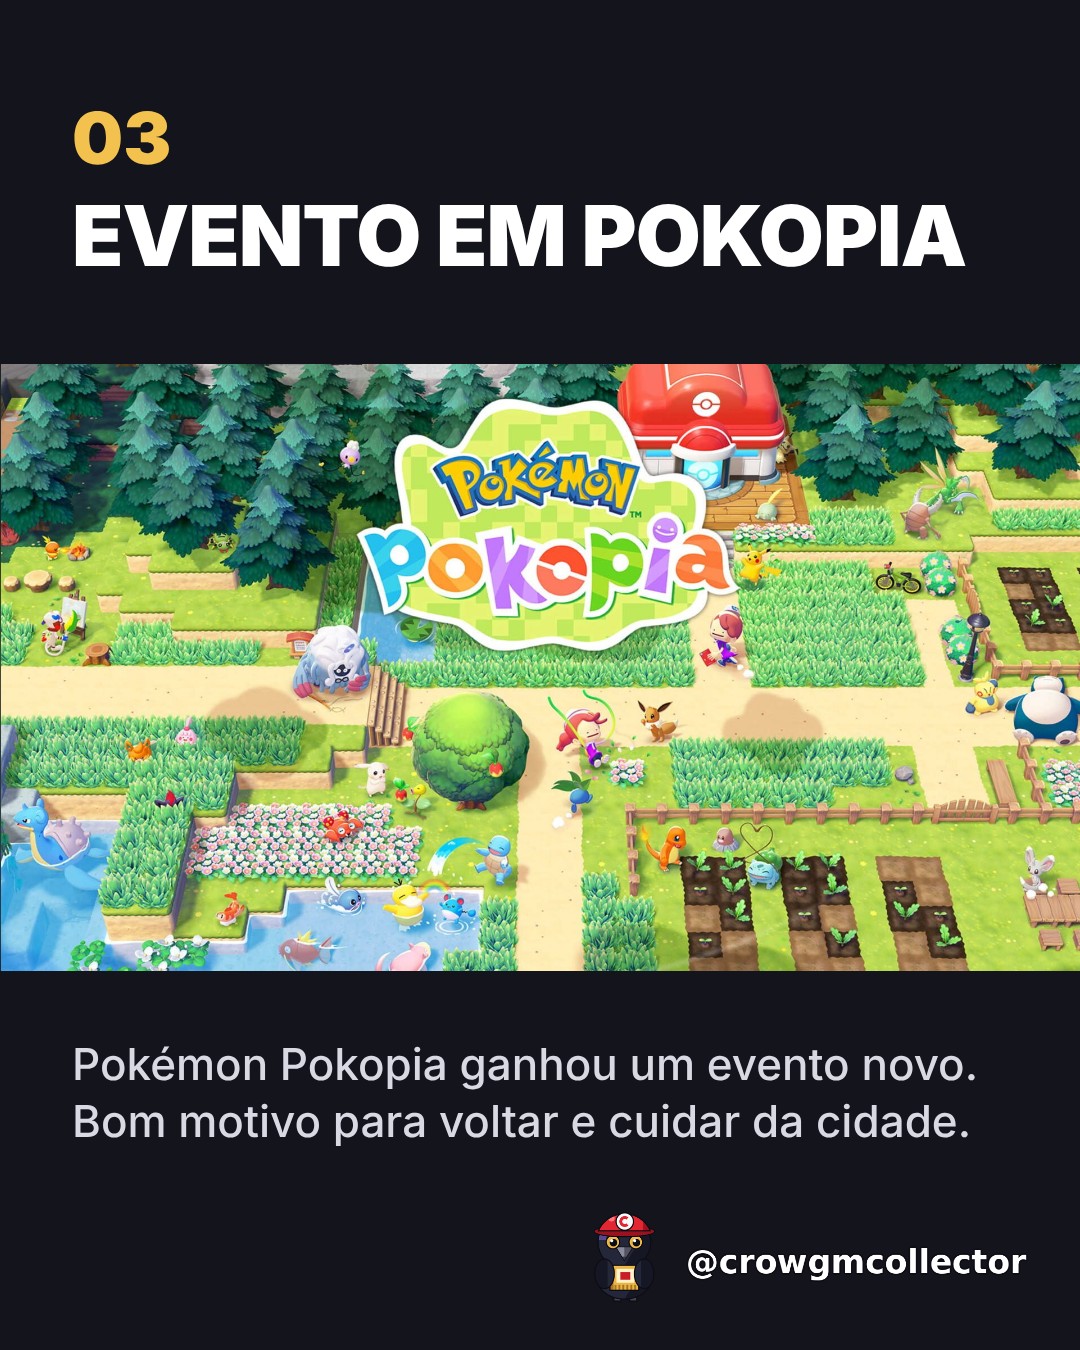 03
EVENTO EM POKOPIA
POKÉMON
TM
pokopia
Pokémon Pokopia ganhou um evento novo.
Bom motivo para voltar e cuidar da cidade.
C
@crowgmcollector